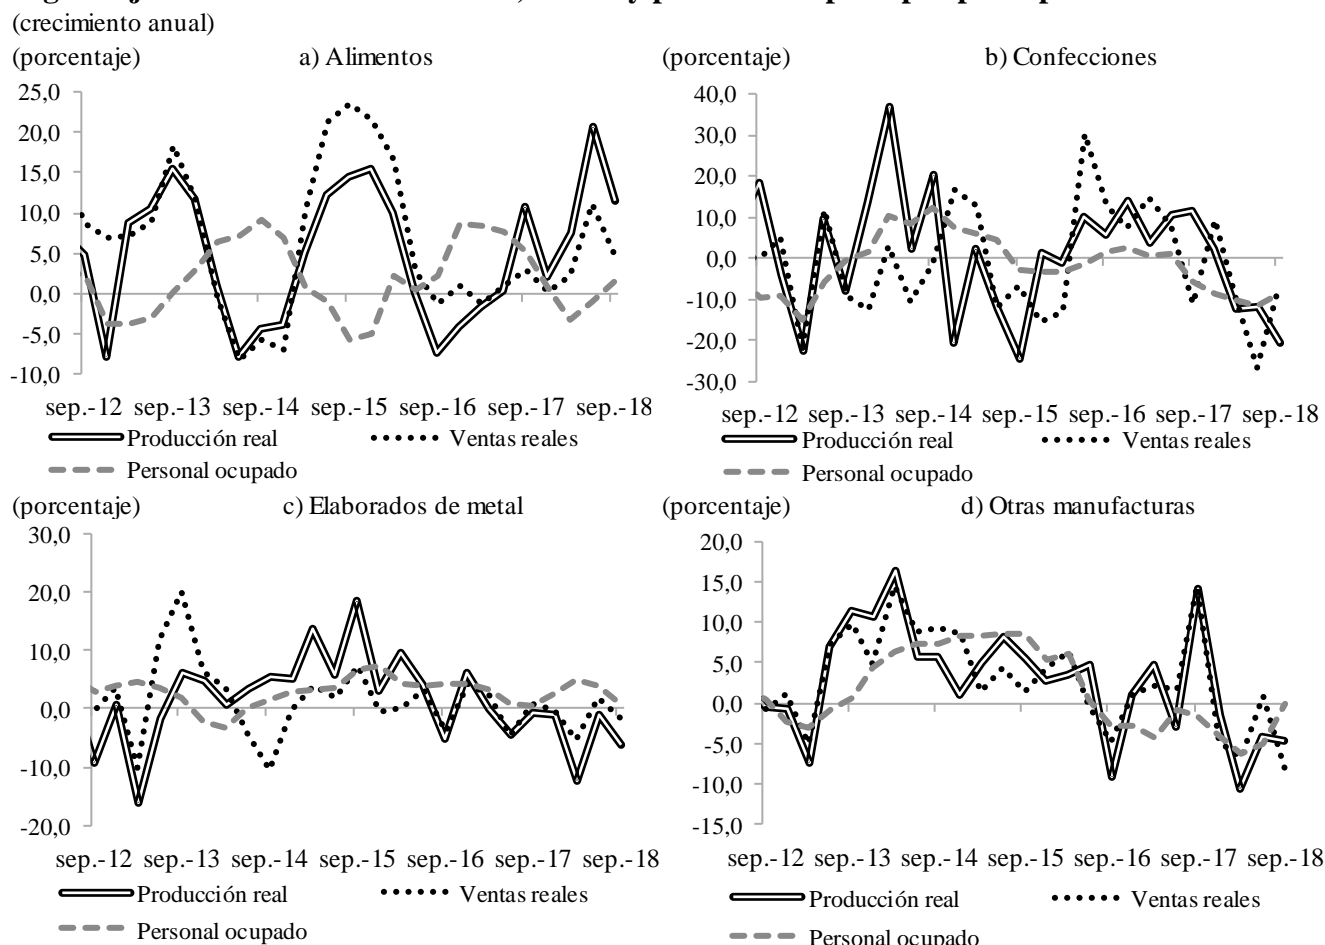 (crecimiento anual)
(porcentaje) a) Alimentos
25,0
20,0
15,0
10,0
5,0
0,0
-5,0
-10,0
sep.-12 sep.-13 sep.-14 sep.-15 sep.-16 sep.-17 sep.-18
Producción real Ventas reales
Personal ocupado
(porcentaje) b) Confecciones
40,0
30,0
20,0
10,0
0,0
-10,0
-20,0
-30,0
sep.-12 sep.-13 sep.-14 sep.-15 sep.-16 sep.-17 sep.-18
Producción real Ventas reales
Personal ocupado
(porcentaje) c) Elaborados de metal
30,0
20,0
10,0
0,0
-10,0
-20,0
sep.-12 sep.-13 sep.-14 sep.-15 sep.-16 sep.-17 sep.-18
Producción real Ventas reales
Personal ocupado
(porcentaje) d) Otras manufacturas
20,0
15,0
10,0
5,0
0,0
-5,0
-10,0
-15,0
sep.-12 sep.-13 sep.-14 sep.-15 sep.-16 sep.-17 sep.-18
Producción real Ventas reales
Personal ocupado